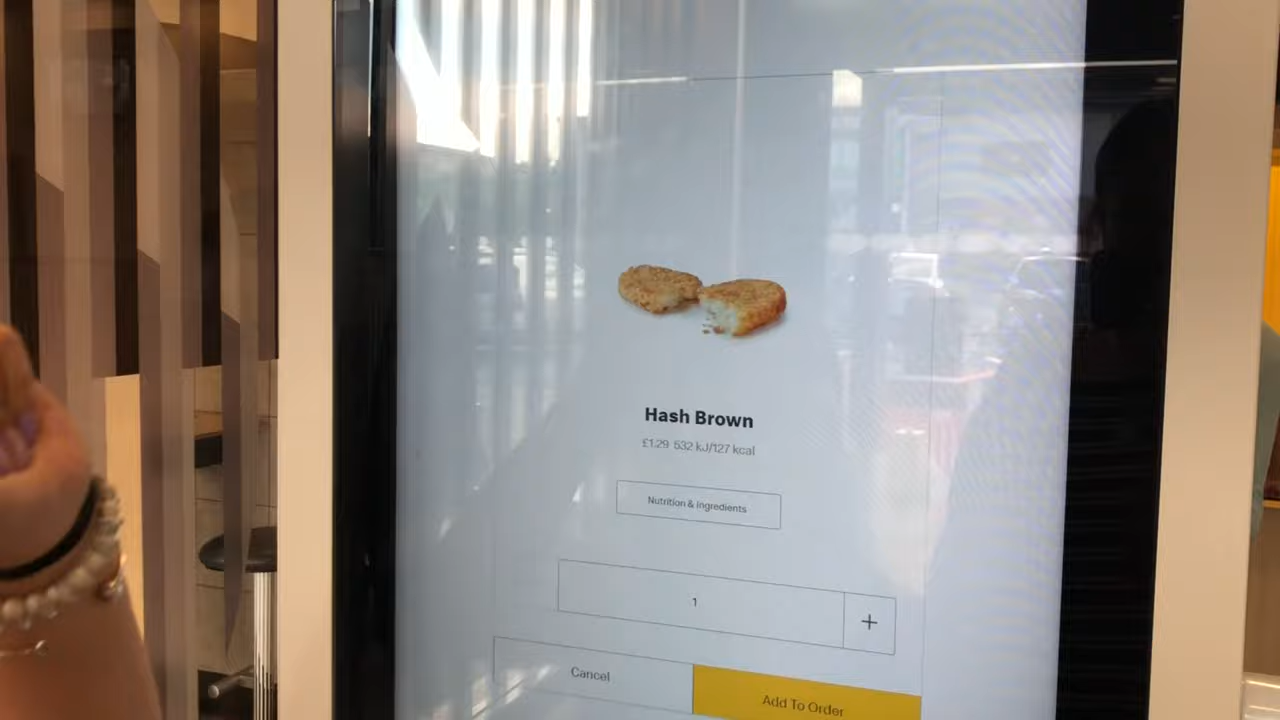 Hash Brown
£1.29 532 kJ/127 kcal
Nutrition & Ingredients
1
+
Cancel
Add To Order